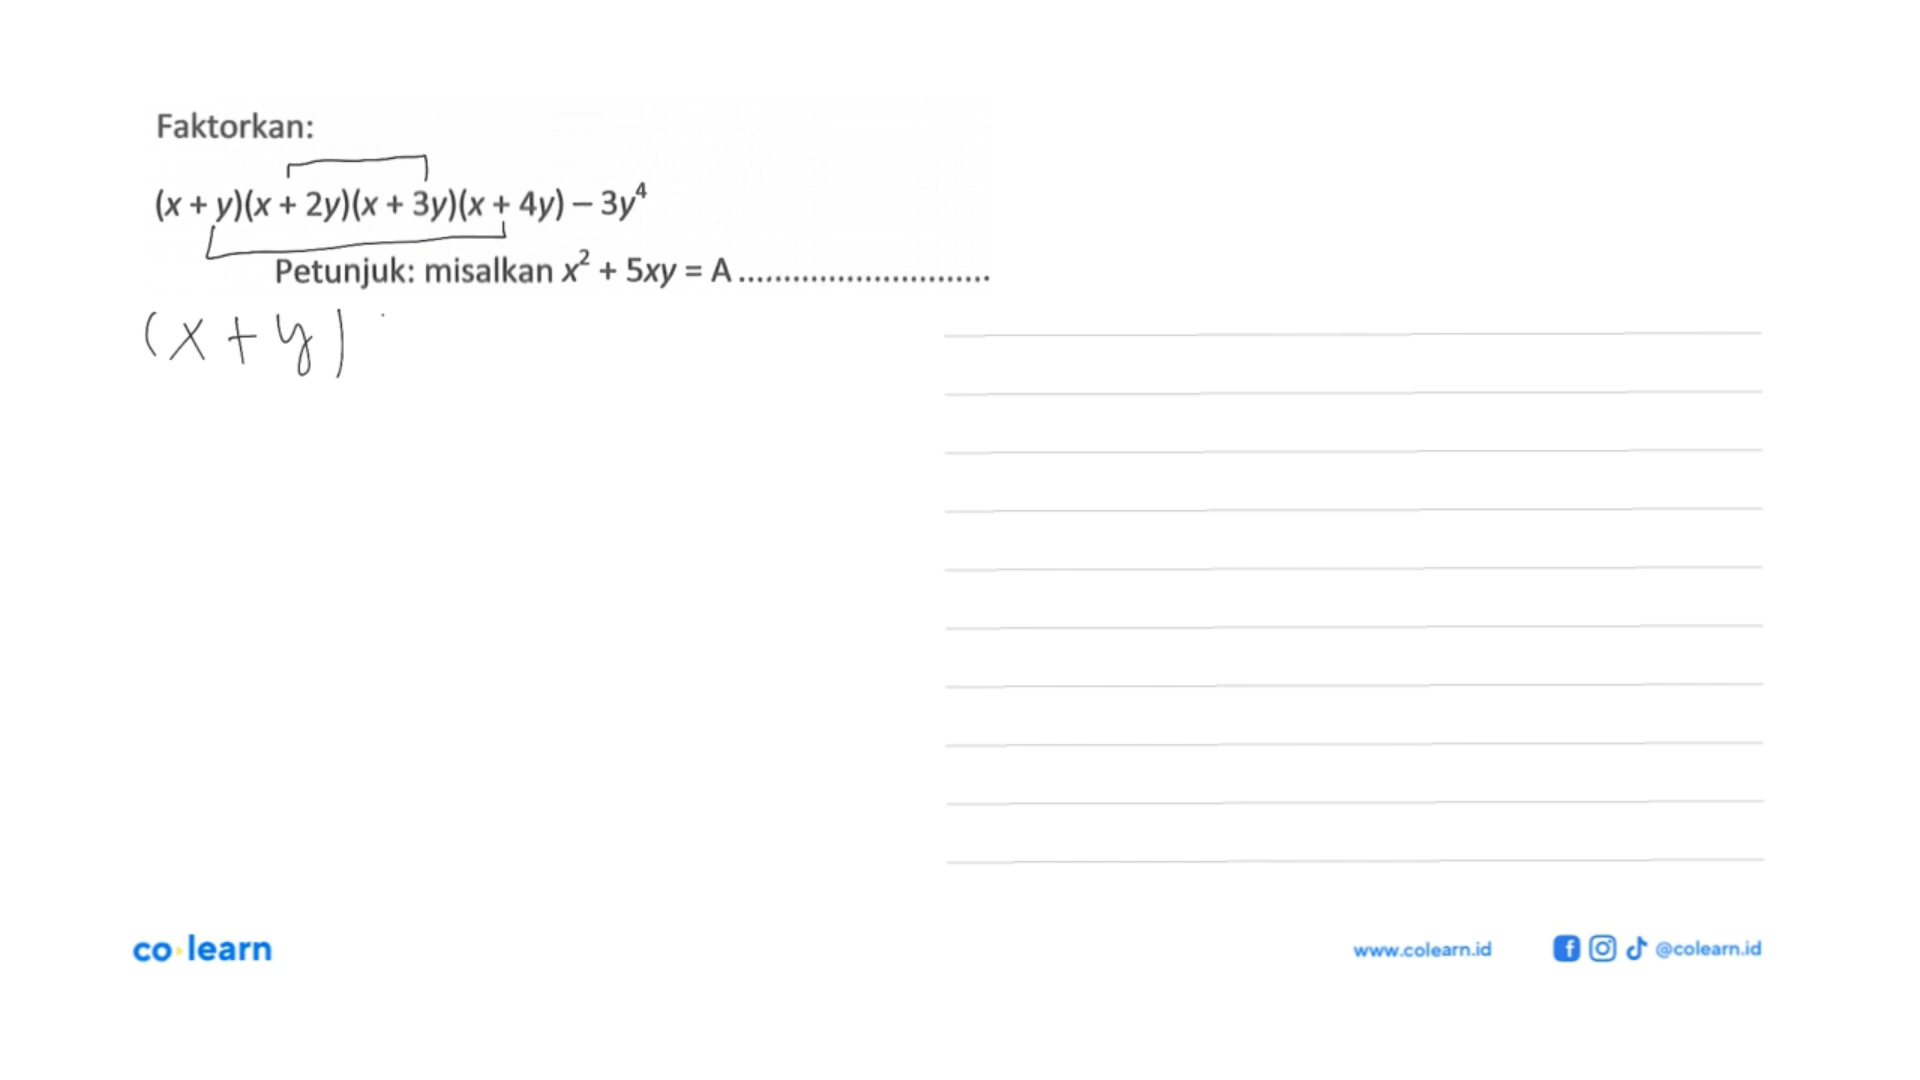 Faktorkan:
(x + y)(x + 2y)(x + 3y)(x + 4y) – 3y⁴
Petunjuk: misalkan x² + 5xy = A ............................
(x + y)
co learn
www.colearn.id
@colearn.id